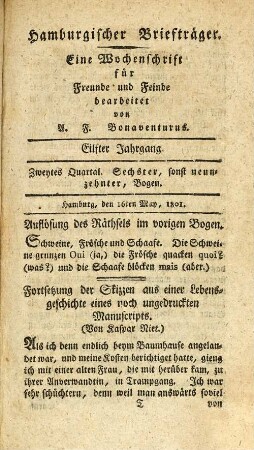 Hamburgischer Briefträger.
Eine Wochenschrift
für
Freunde und Feinde
bearbeitet
von
A. F. Bonaventurus.
Eilfter Jahrgang.
Zweytes Quartal. Sechster, sonst neun-
zehnter, Bogen.
Hamburg, den 16ten May, 1801.
Auflösung des Räthsels im vorigen Bogen.
Schweine, Frösche und Schaafe. Die Schwei-
ne grunzen Oui (ja,) die Frösche quacken quoi?
(was?) und die Schaafe blöcken mais (aber.)
Fortsetzung der Skizzen aus einer Lebens-
geschichte eines noch ungedruckten
Manuscripts.
(Von Kaspar Niet.)
Als ich denn endlich beym Baumhause angelan-
det war, und meine Kosten berichtiget hatte, gieng
ich mit einer alten Frau, die mit herüber kam, zu
ihrer Anverwandtin, in Trampgang. Ich war
sehr schüchtern, denn weil man auswärts soviel
T von